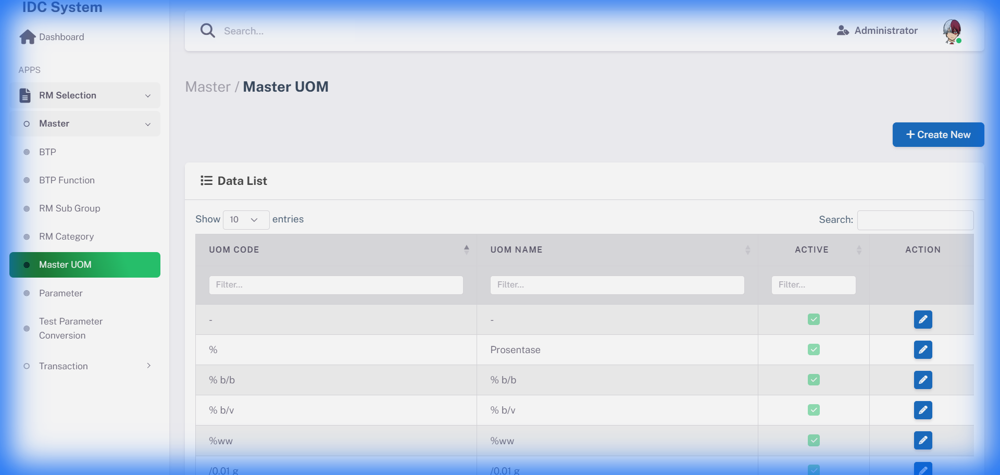 IDC System
Dashboard
APPS
RM Selection
Master
BTP
BTP Function
RM Sub Group
RM Category
Master UOM
Parameter
Test Parameter
Conversion
Transaction
Search...
Administrator
Master / Master UOM
+ Create New
Data List
Show 10 entries
Search:
UOM CODE UOM NAME ACTIVE ACTION
Filter... Filter... Filter...
- -
% Prosentase
% b/b % b/b
% b/v % b/v
%ww %ww
/0.01 g /0.01 g